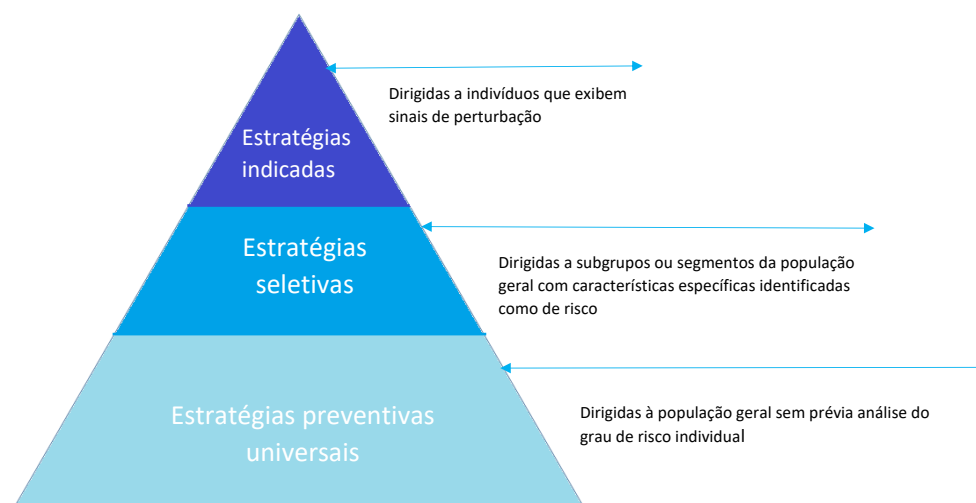 Estratégias
indicadas
Dirigidas a indivíduos que exibem
sinais de perturbação
Estratégias
seletivas
Dirigidas a subgrupos ou segmentos da população
geral com características específicas identificadas
como de risco
Estratégias preventivas
universais
Dirigidas à população geral sem prévia análise do
grau de risco individual